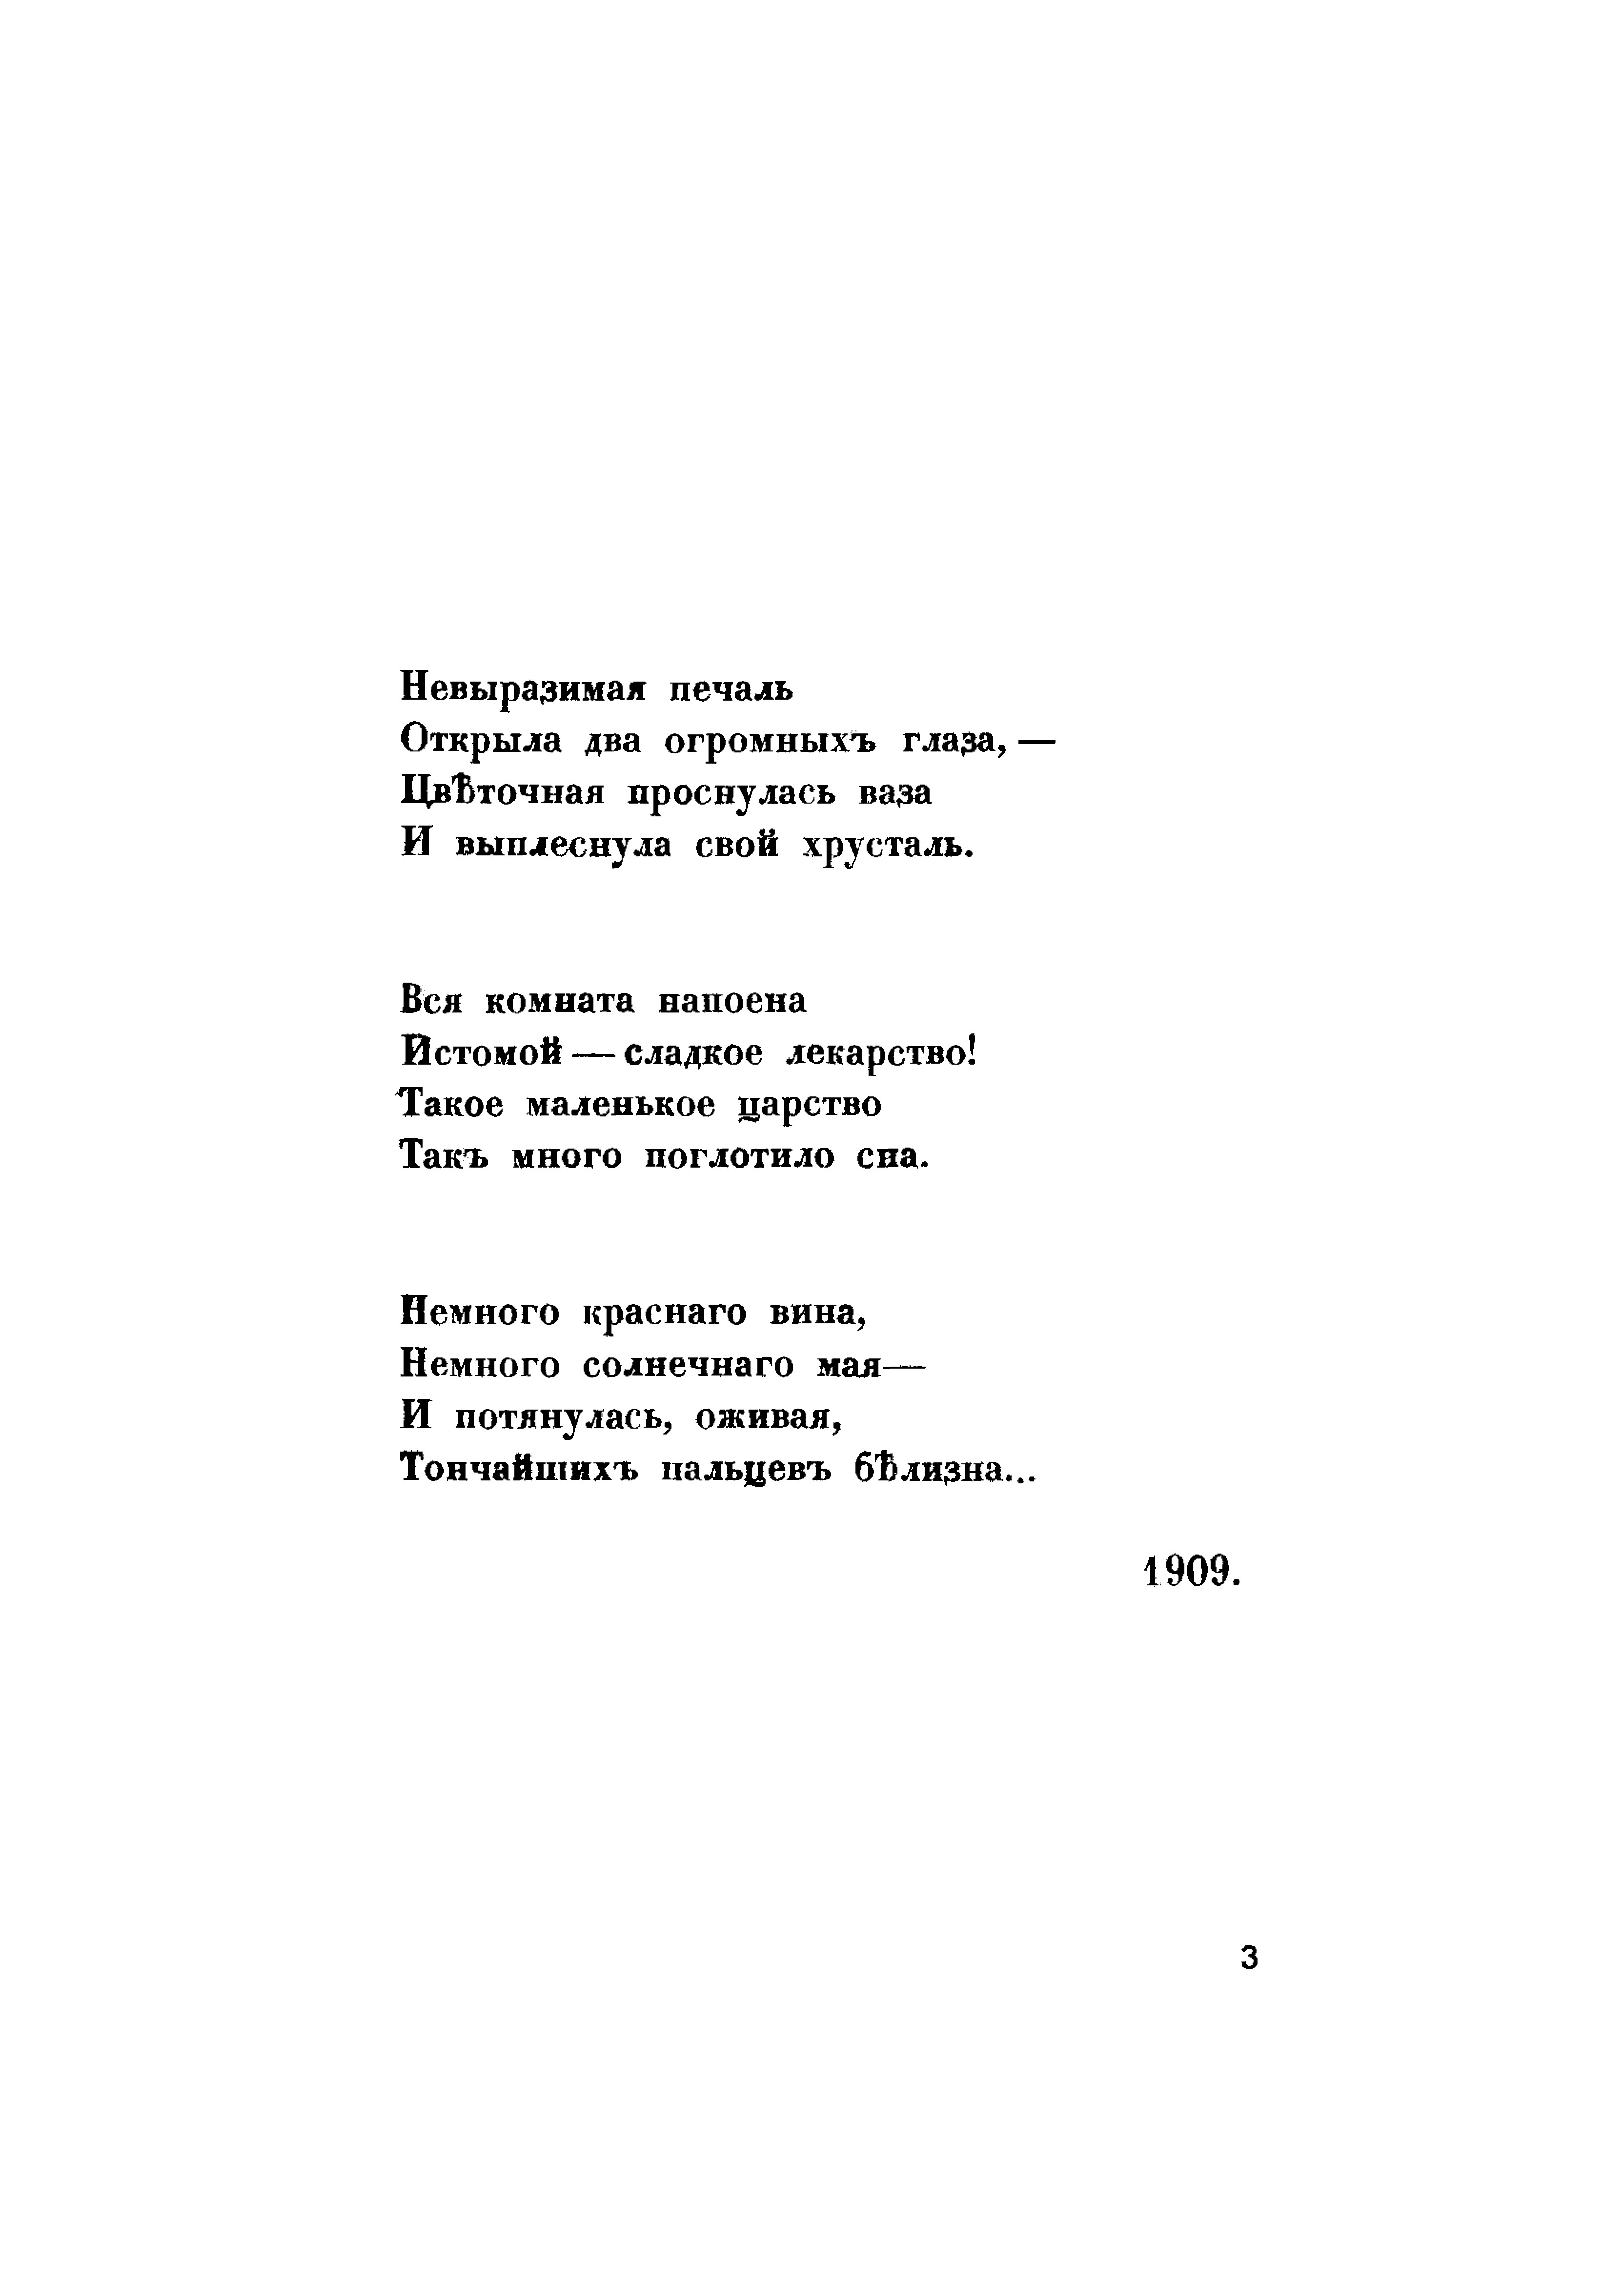 Невыразимая печаль
Открыла два огромныхъ глаза, —
Цвѣточная проснулась ваза
И выплеснула свой хрусталь.
Вся комната напоена
Истомой — сладкое лекарство!
Такое маленькое царство
Такъ много поглотило сна.
Немного краснаго вина,
Немного солнечнаго мая—
И потянулась, оживая,
Тончайшихъ пальцевъ бѣлизна...
1909.
3